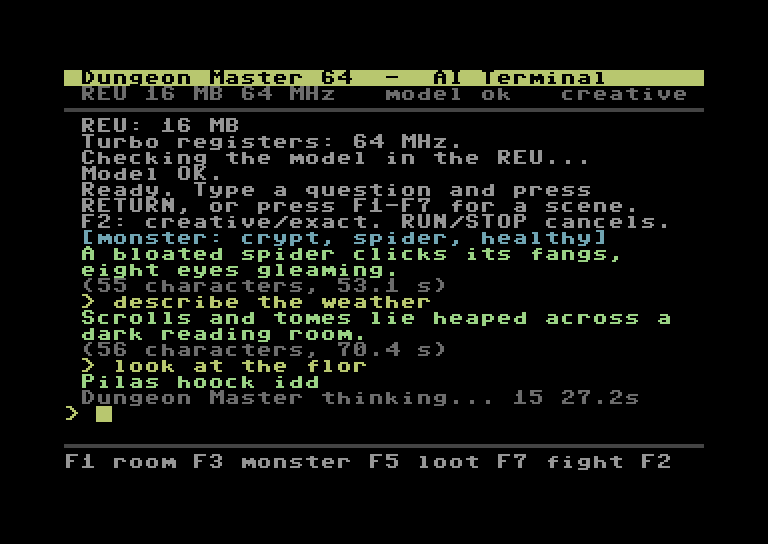 Dungeon Master 64 - AI Terminal
REU 16 MB 64 MHz model ok creative
REU: 16 MB
Turbo registers: 64 MHz.
Checking the model in the REU...
Model OK.
Ready. Type a question and press
RETURN, or press F1-F7 for a scene.
F2: creative/exact. RUN/STOP cancels.
[monster: crypt, spider, healthy]
A bloated spider clicks its fangs,
eight eyes gleaming.
(55 characters, 53.1 s)
> describe the weather
Scrolls and tomes lie heaped across a
dark reading room.
(56 characters, 70.4 s)
> look at the flor
Pilas hoock idd
Dungeon Master thinking... 15 27.2s
>
F1 room F3 monster F5 loot F7 fight F2